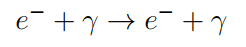 e⁻ + γ → e⁻ + γ